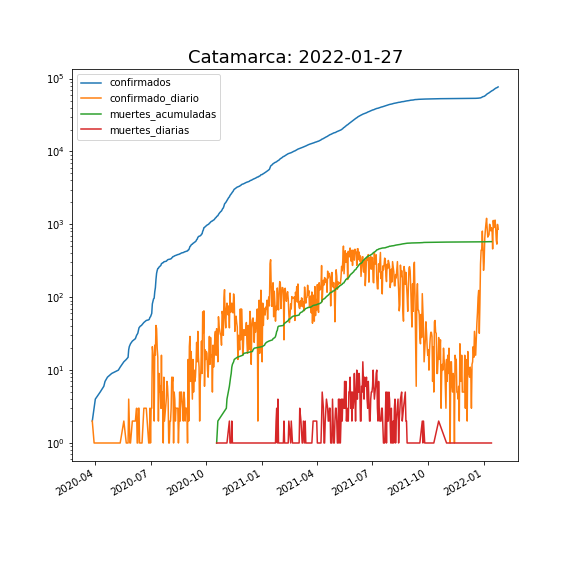 Catamarca: 2022-01-27
confirmados
confirmado_diario
muertes_acumuladas
muertes_diarias
10^5
10^4
10^3
10^2
10^1
10^0
2020-04
2020-07
2020-10
2021-01
2021-04
2021-07
2021-10
2022-01